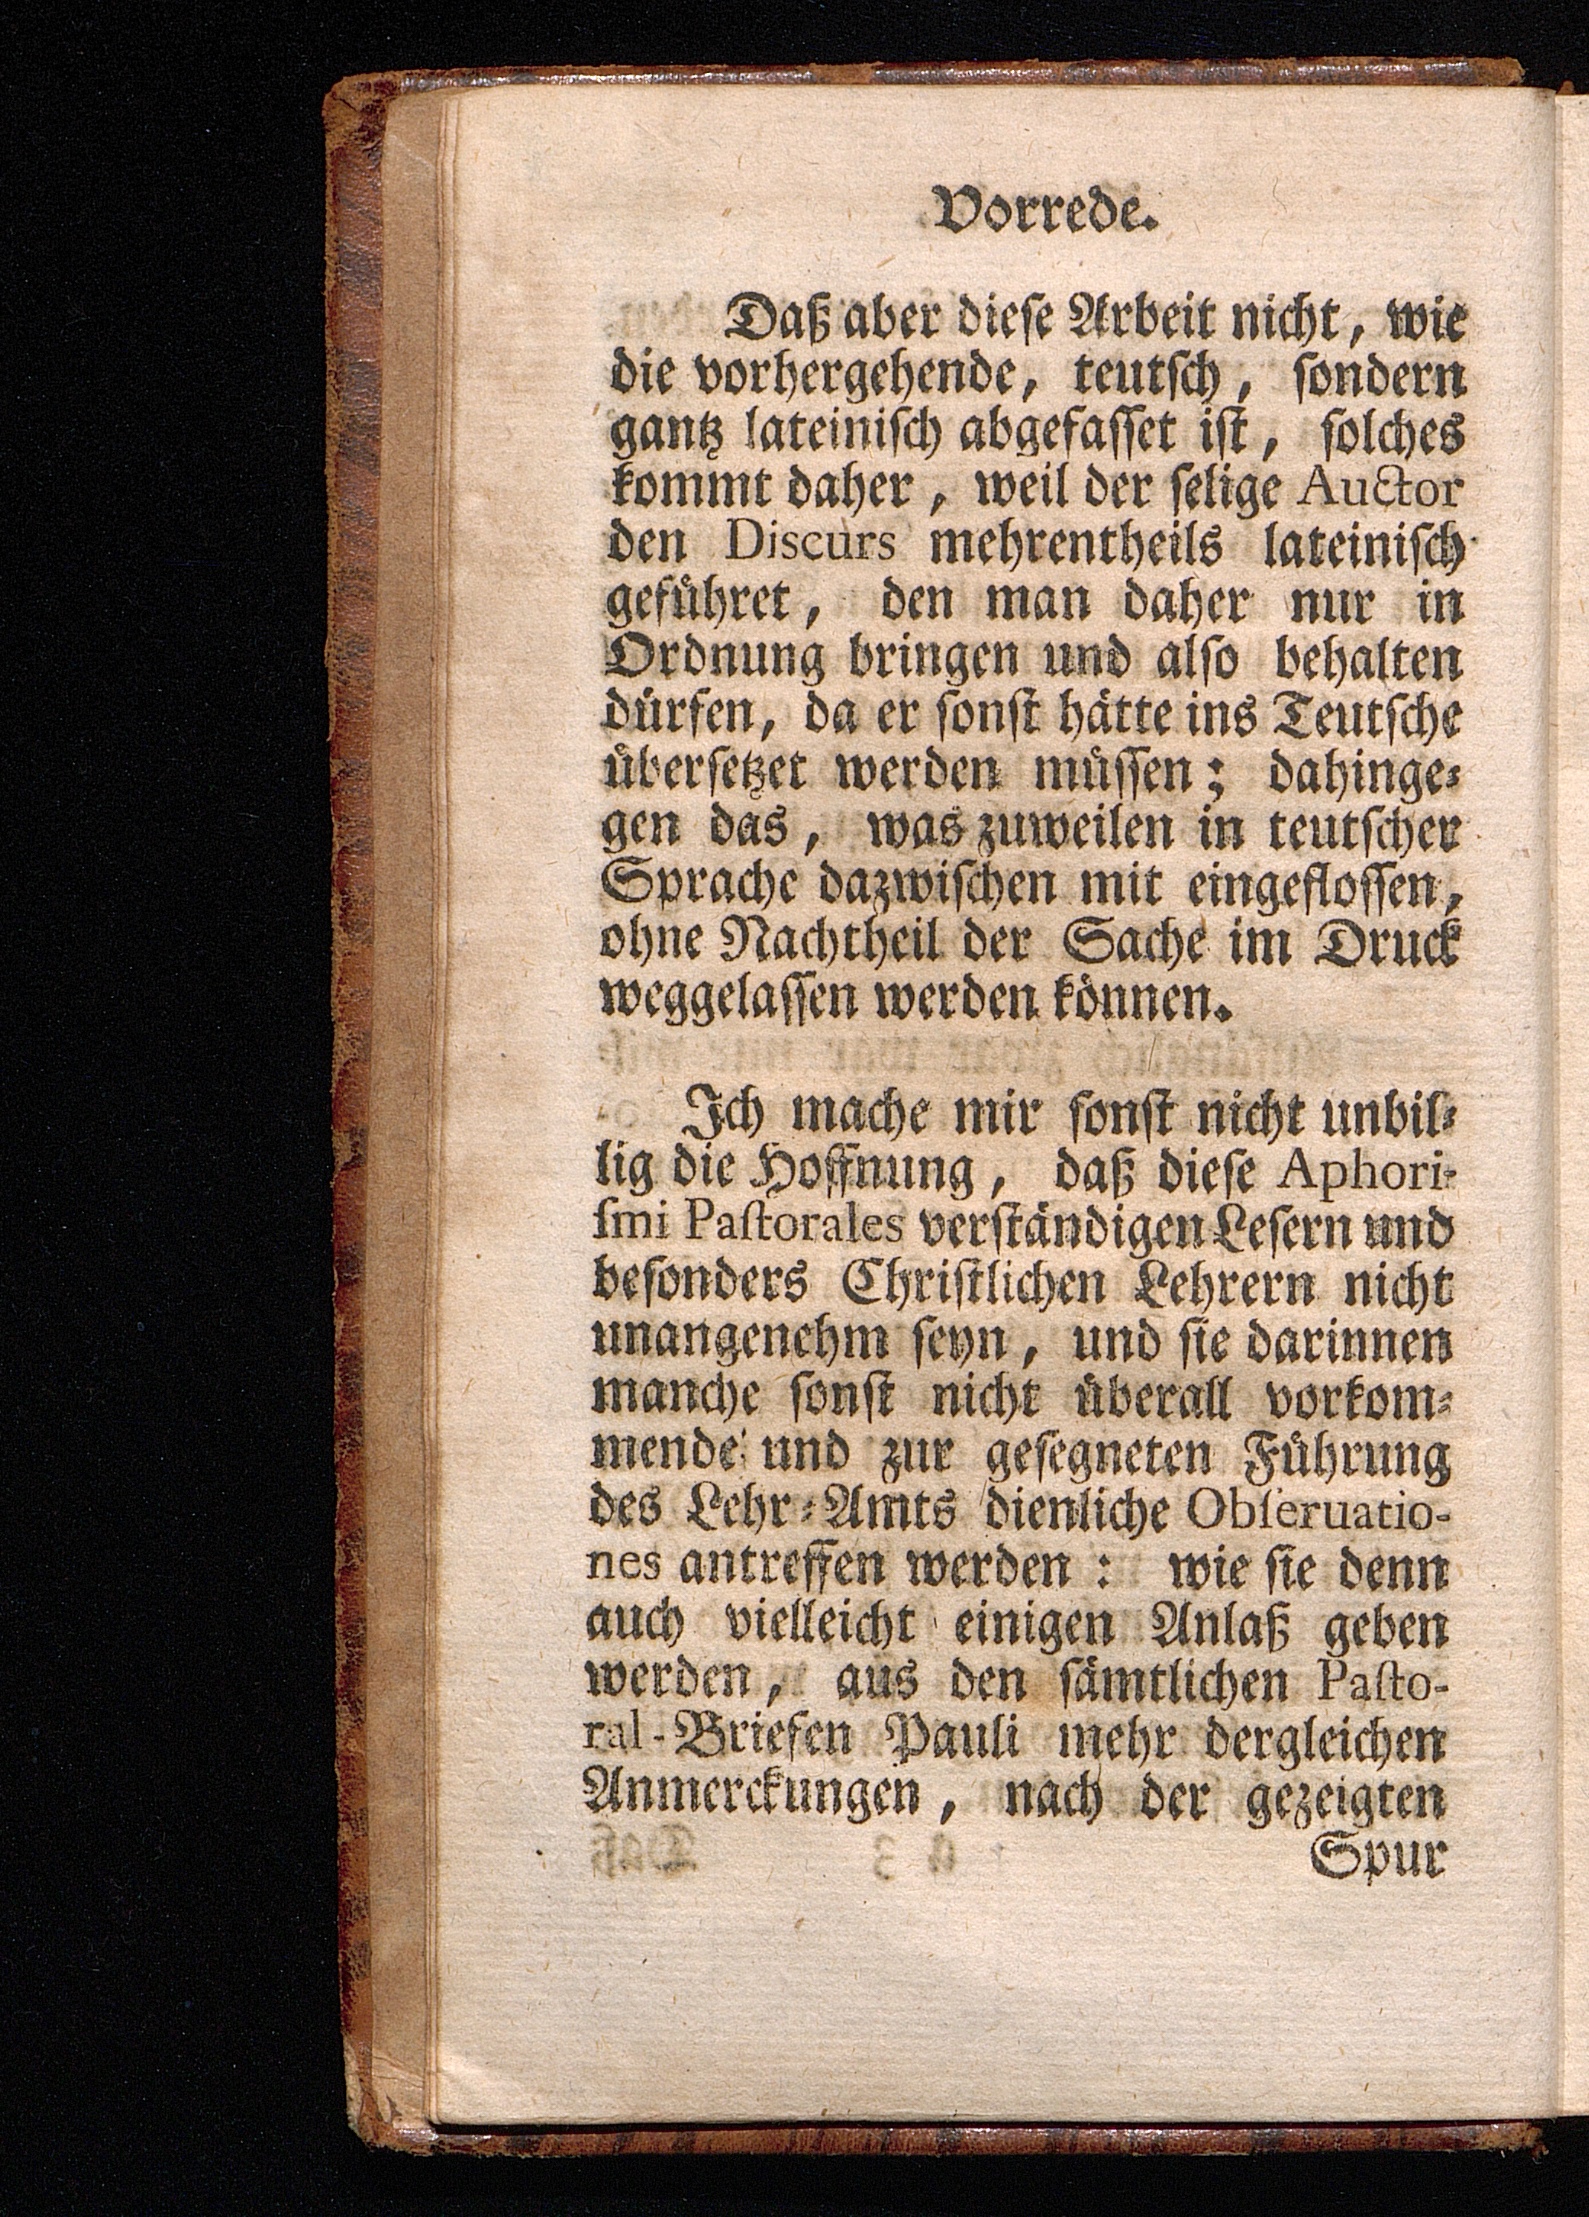 Vorrede.
Daß aber dieſe Arbeit nicht, wie
die vorhergehende, teutſch, ſondern
gantz lateiniſch abgefaſſet iſt, ſolches
kommt daher, weil der ſelige Auctor
den Discurs mehrentheils lateiniſch
geführet, den man daher nur in
Ordnung bringen und alſo behalten
dürfen, da er ſonſt hätte ins Teutſche
überſetzet werden müſſen; dahinge⸗
gen das, was zuweilen in teutſcher
Sprache dazwiſchen mit eingefloſſen,
ohne Nachtheil der Sache im Druck
weggelaſſen werden können.
Ich mache mir ſonſt nicht unbil⸗
lig die Hoffnung, daß dieſe Aphori-
ſmi Paſtorales verſtändigen Leſern und
beſonders Chriſtlichen Lehrern nicht
unangenehm ſeyn, und ſie darinnen
manche ſonſt nicht überall vorkom⸗
mende und zur geſegneten Führung
des Lehr⸗Amts dienliche Obſeruatio-
nes antreffen werden: wie ſie denn
auch vielleicht einigen Anlaß geben
werden, aus den ſämtlichen Paſto-
ral-Briefen Pauli mehr dergleichen
Anmerckungen, nach der gezeigten
Spur